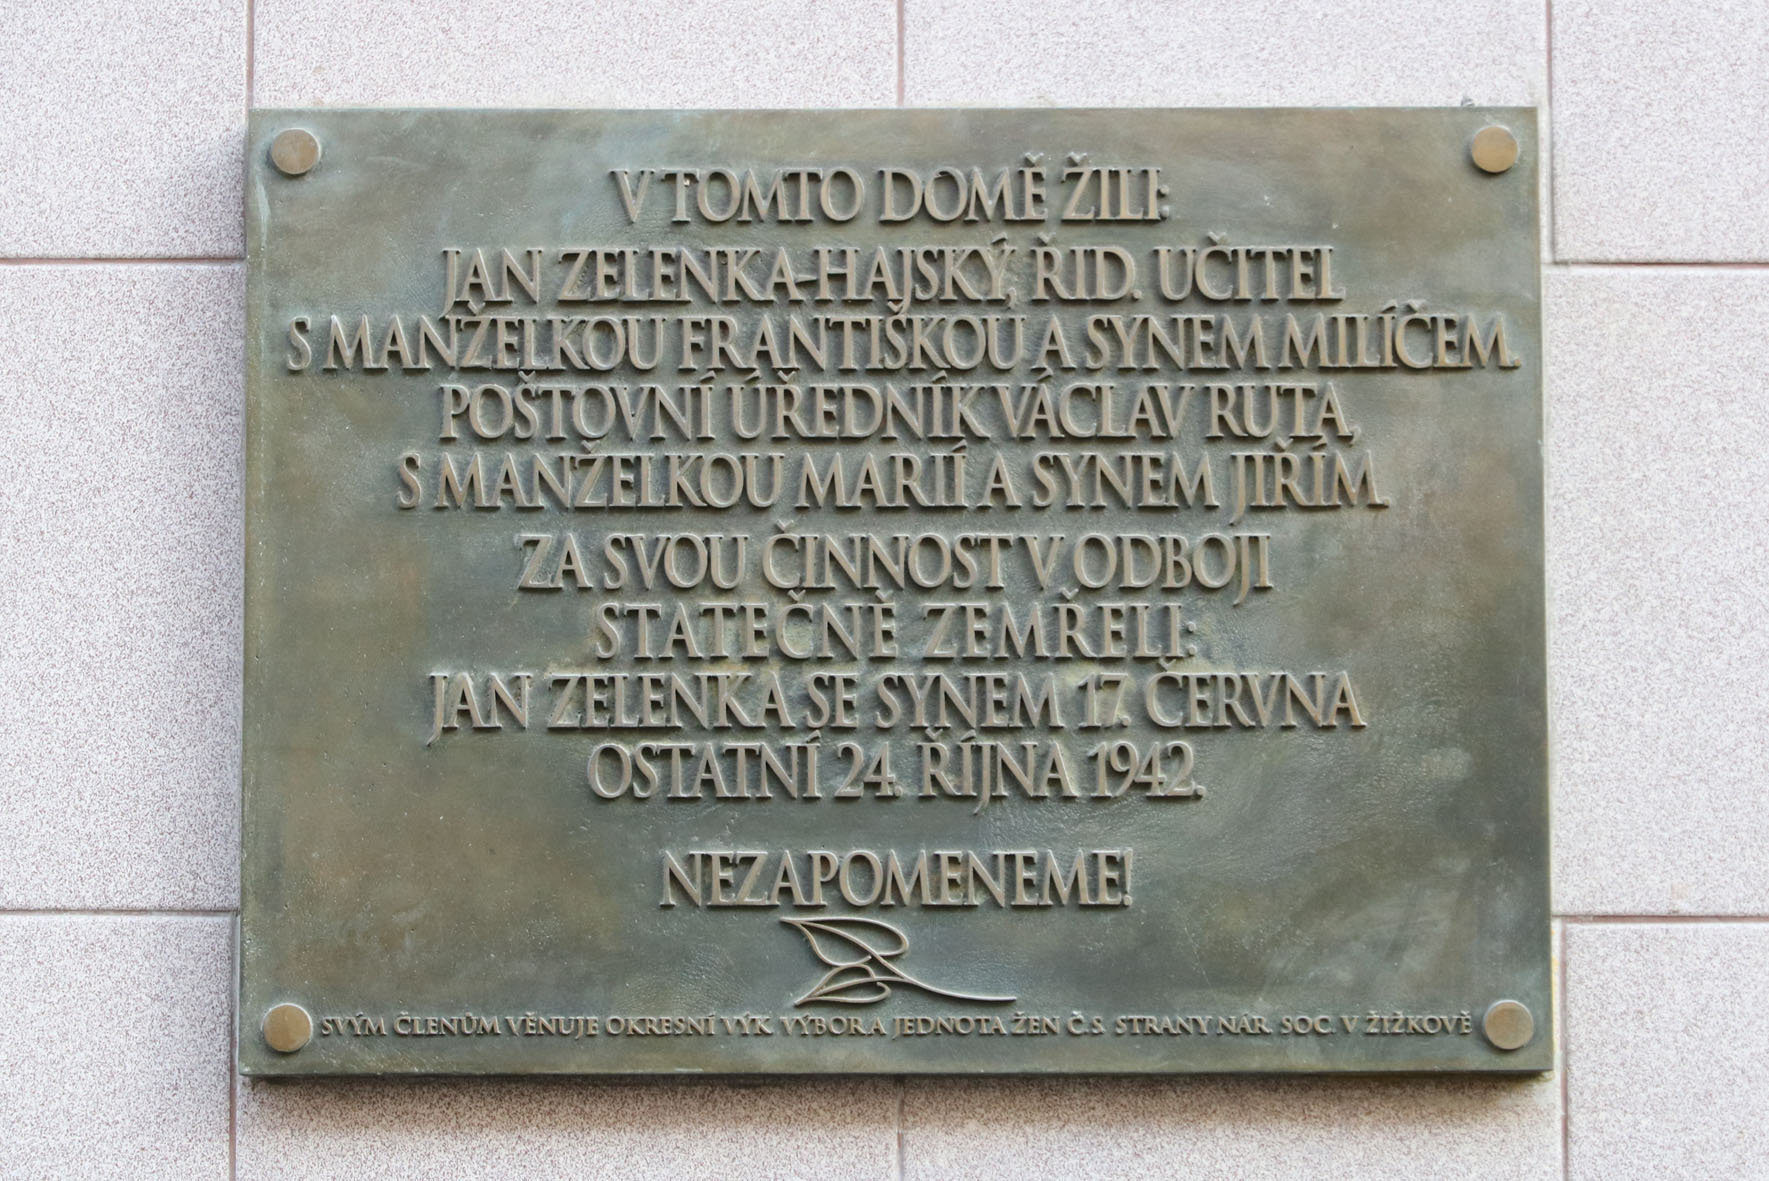 V TOMTO DOMĚ ŽILI:
JAN ZELENKA-HAJSKÝ, ŘID. UČITEL
S MANŽELKOU FRANTIŠKOU A SYNEM MILÍČEM.
POŠTOVNÍ ÚŘEDNÍK VÁCLAV RUTA,
S MANŽELKOU MARIÍ A SYNEM JIŘÍM.
ZA SVOU ČINNOST V ODBOJI
STATEČNĚ ZEMŘELI:
JAN ZELENKA SE SYNEM 17. ČERVNA
OSTATNÍ 24. ŘÍJNA 1942.
NEZAPOMENEME!
SVÝM ČLENŮM VĚNUJE OKRESNÍ VÝK. VÝBOR A JEDNOTA ŽEN Č.S. STRANY NÁR. SOC. V ŽIŽKOVĚ